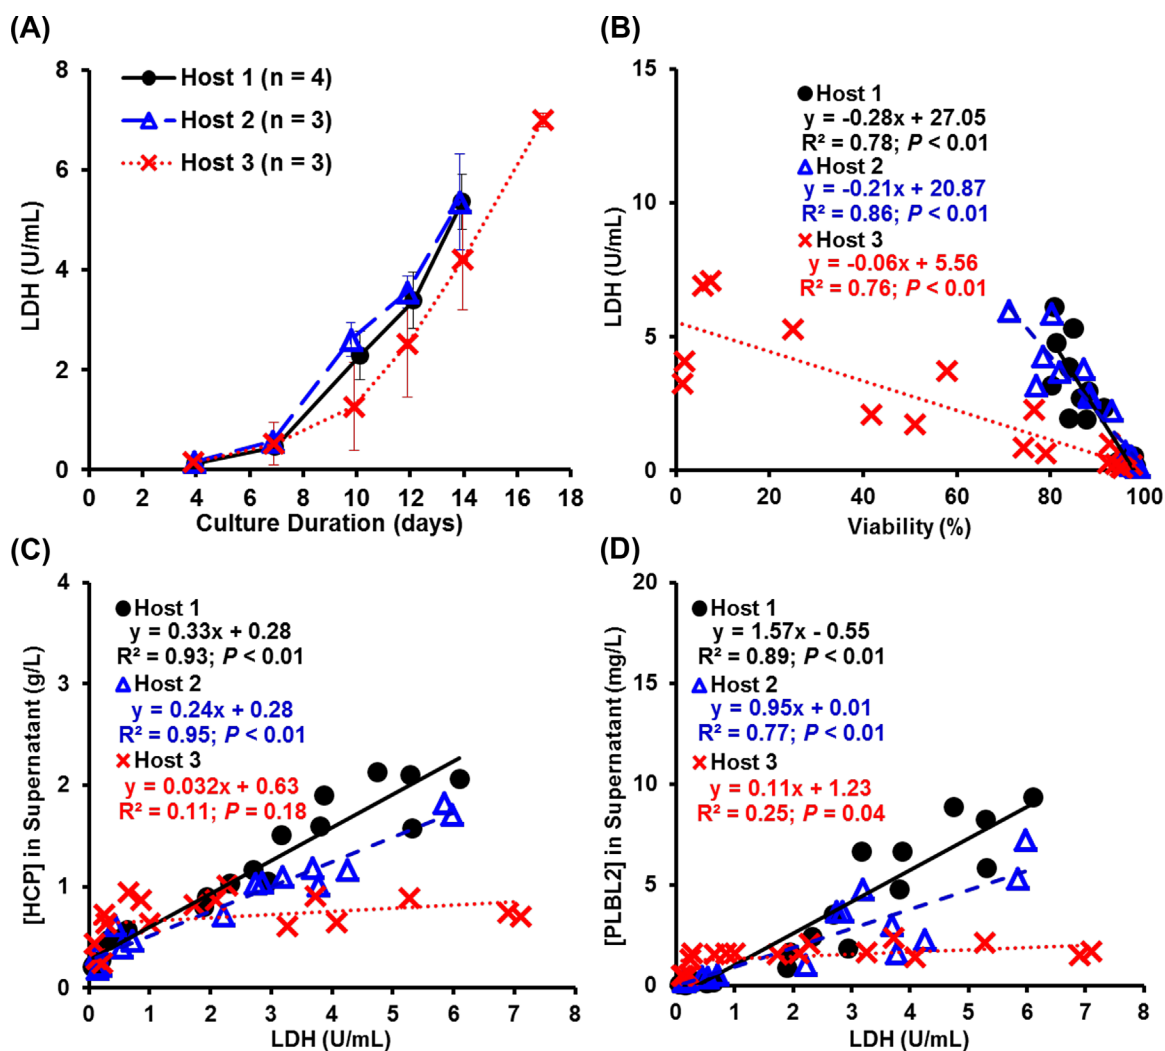 (A)
LDH (U/mL)
8
6
4
2
0
Host 1 (n = 4)
Host 2 (n = 3)
Host 3 (n = 3)
0 2 4 6 8 10 12 14 16 18
Culture Duration (days)
(B)
LDH (U/mL)
15
10
5
0
Host 1
y = -0.28x + 27.05
R² = 0.78; P < 0.01
Host 2
y = -0.21x + 20.87
R² = 0.86; P < 0.01
Host 3
y = -0.06x + 5.56
R² = 0.76; P < 0.01
0 20 40 60 80 100
Viability (%)
(C)
[HCP] in Supernatant (g/L)
4
3
2
1
0
Host 1
y = 0.33x + 0.28
R² = 0.93; P < 0.01
Host 2
y = 0.24x + 0.28
R² = 0.95; P < 0.01
Host 3
y = 0.032x + 0.63
R² = 0.11; P = 0.18
0 1 2 3 4 5 6 7 8
LDH (U/mL)
(D)
[PLBL2] in Supernatant (mg/L)
20
15
10
5
0
Host 1
y = 1.57x - 0.55
R² = 0.89; P < 0.01
Host 2
y = 0.95x + 0.01
R² = 0.77; P < 0.01
Host 3
y = 0.11x + 1.23
R² = 0.25; P = 0.04
0 1 2 3 4 5 6 7 8
LDH (U/mL)